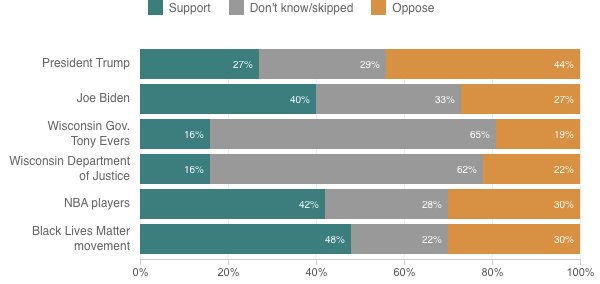 Support Don't know/skipped Oppose
President Trump 27% 29% 44%
Joe Biden 40% 33% 27%
Wisconsin Gov.
Tony Evers 16% 65% 19%
Wisconsin Department
of Justice 16% 62% 22%
NBA players 42% 28% 30%
Black Lives Matter
movement 48% 22% 30%
0% 20% 40% 60% 80% 100%